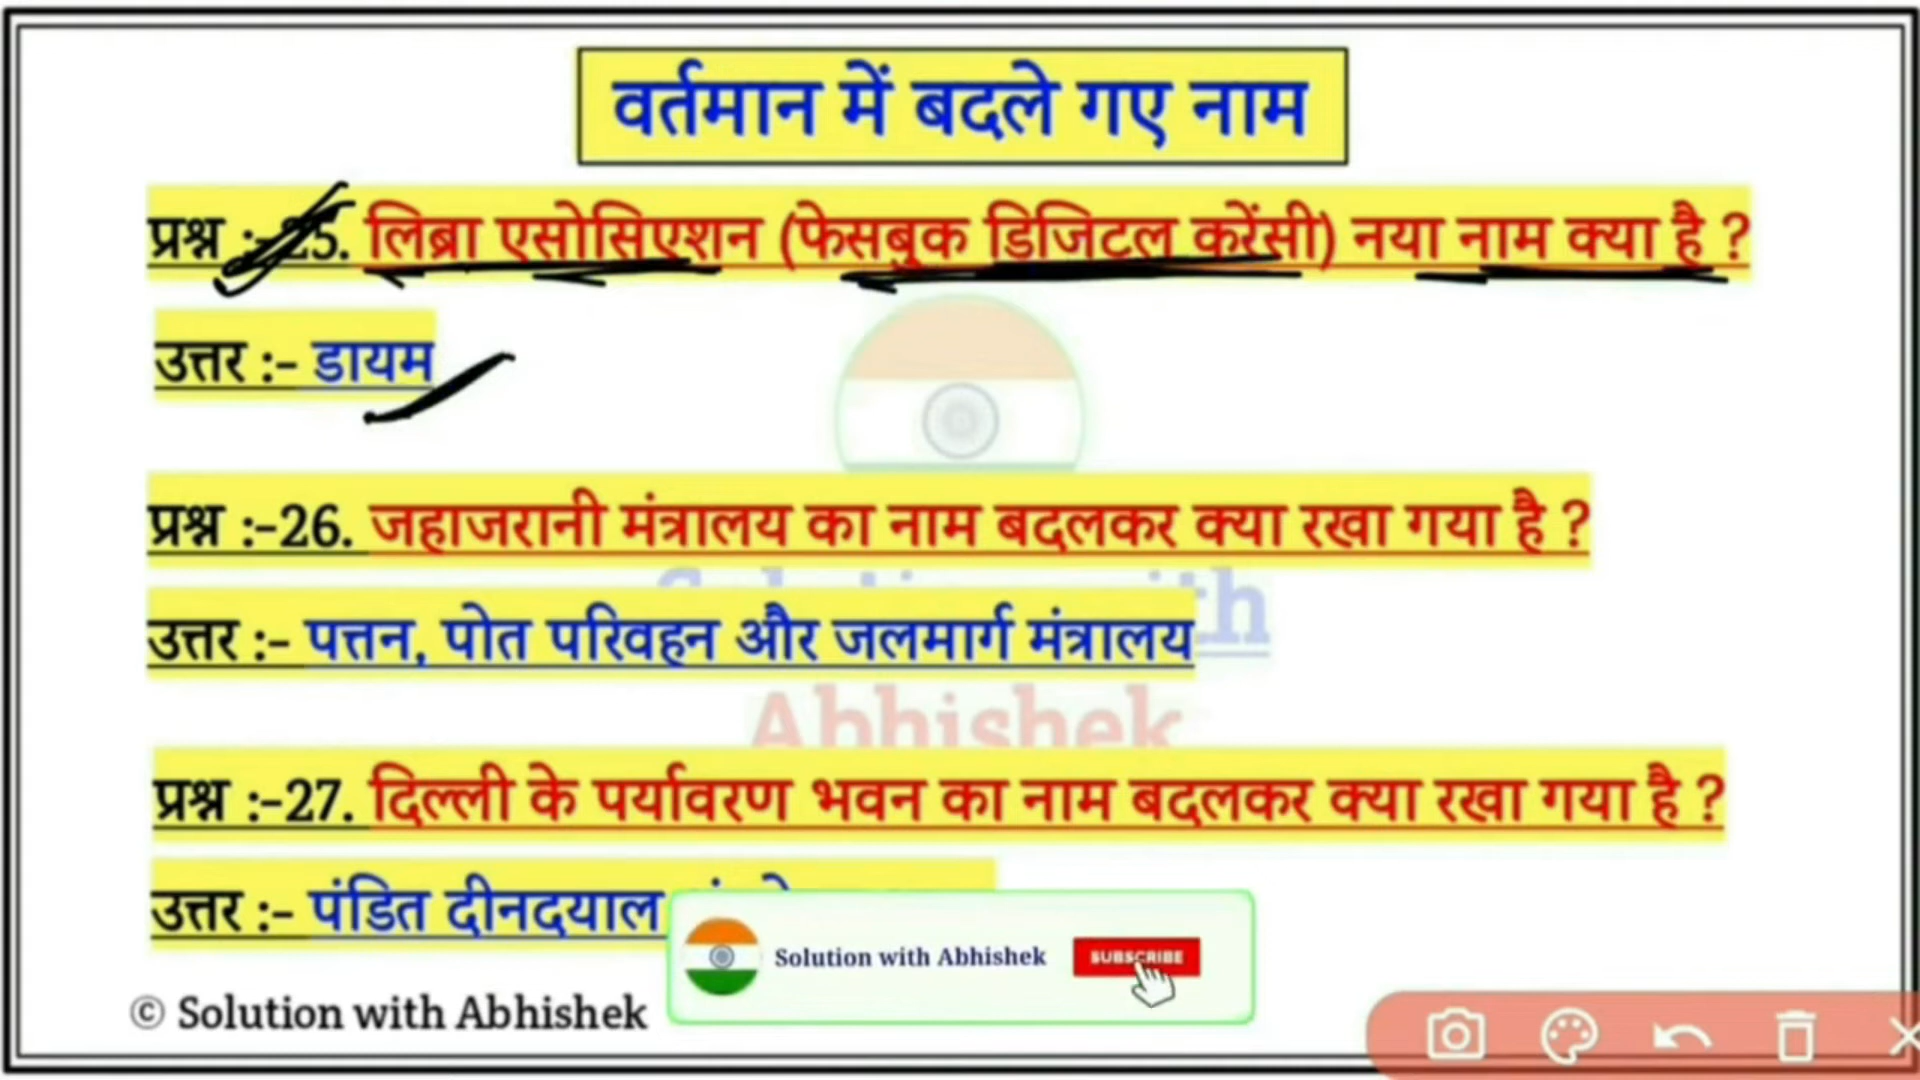 वर्तमान में बदले गए नाम
प्रश्न :-25. लिब्रा एसोसिएशन (फेसबुक डिजिटल करेंसी) नया नाम क्या है ?
उत्तर :- डायम
प्रश्न :-26. जहाजरानी मंत्रालय का नाम बदलकर क्या रखा गया है ?
उत्तर :- पत्तन, पोत परिवहन और जलमार्ग मंत्रालय
Abhishek
प्रश्न :-27. दिल्ली के पर्यावरण भवन का नाम बदलकर क्या रखा गया है ?
उत्तर :- पंडित दीनदयाल
Solution with Abhishek SUBSCRIBE
© Solution with Abhishek